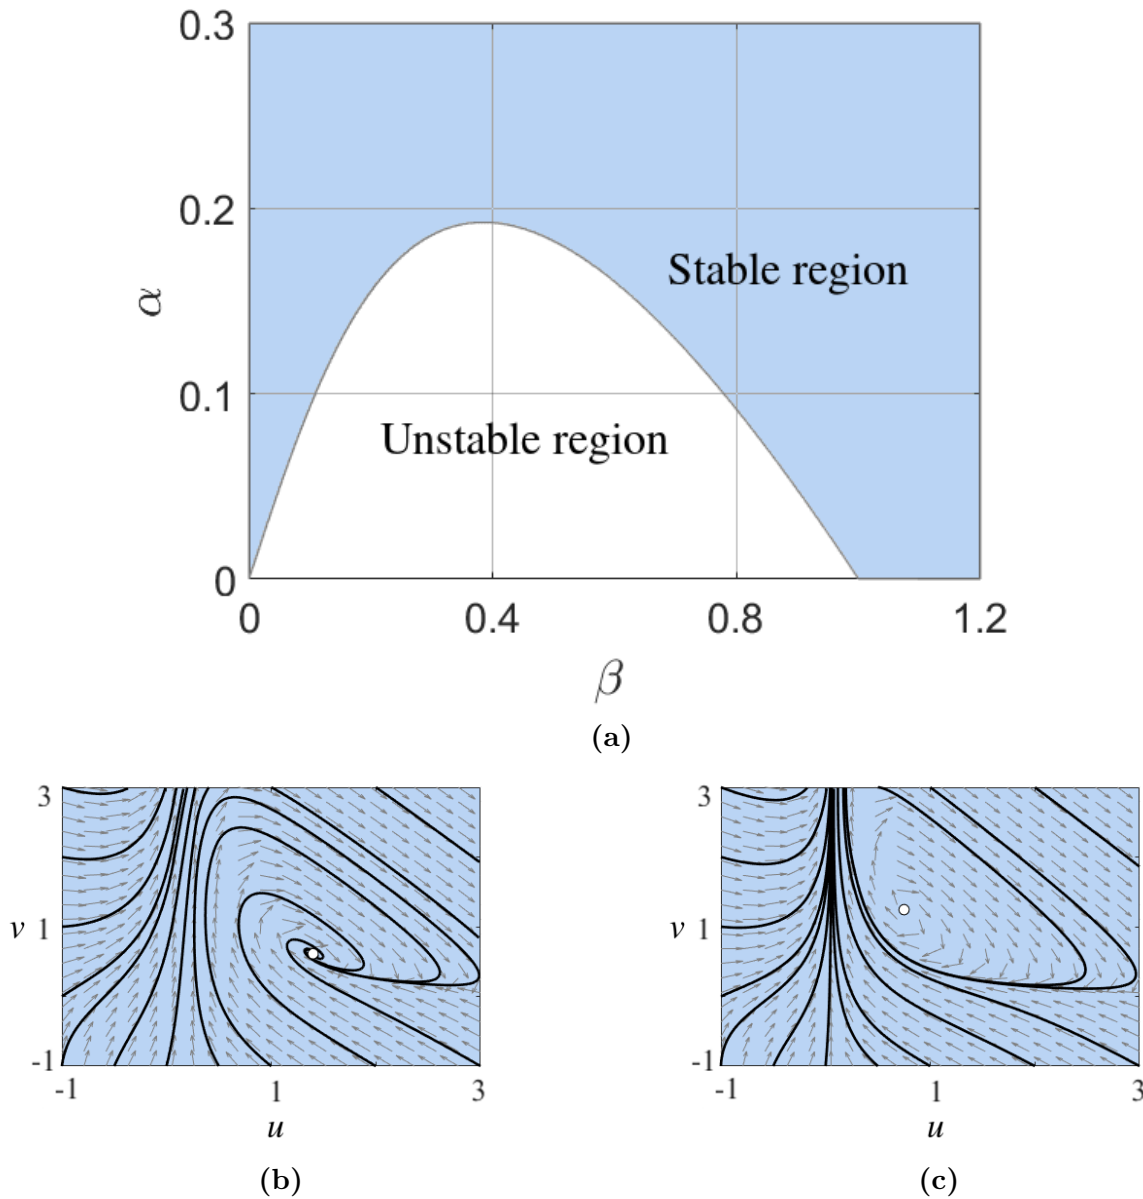 0.3
0.2
α
0.1
0
Stable region
Unstable region
0 0.4 0.8 1.2
β
(a)
3
v 1
-1
-1 1 3
u
(b)
3
v 1
-1
-1 1 3
u
(c)